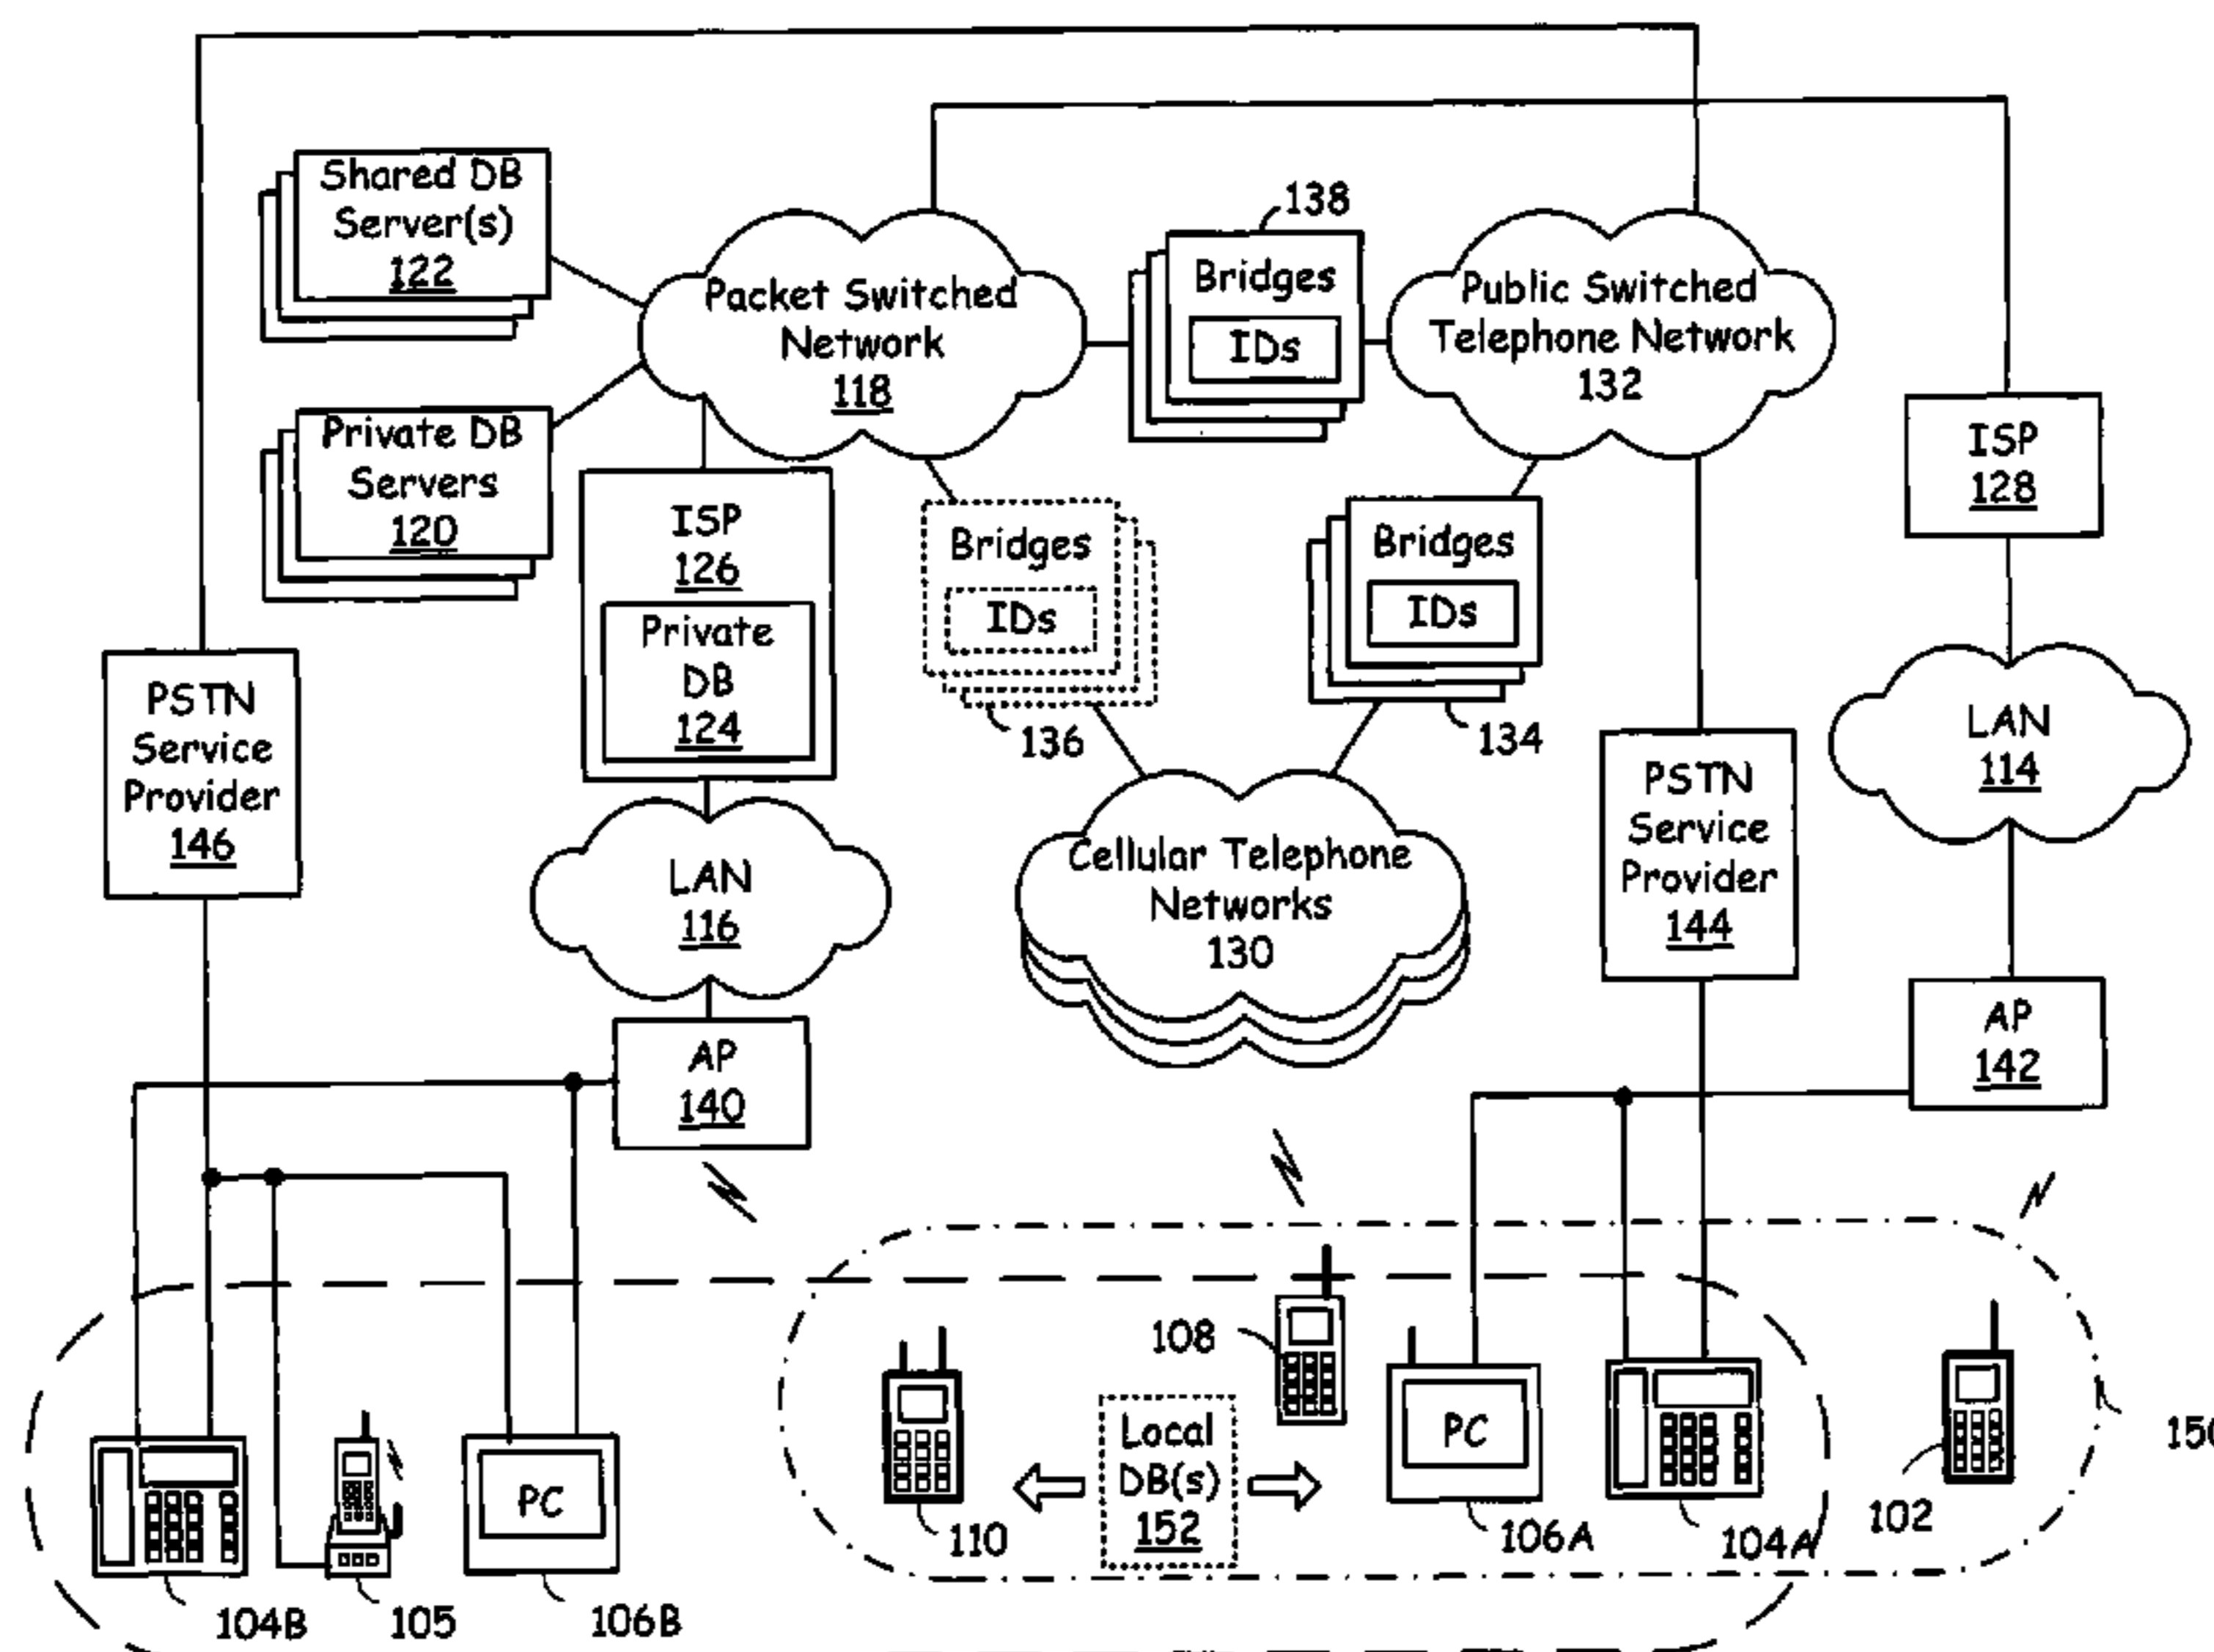 138
Shared DB
Server(s)
122
Packet Switched
Network
118
Bridges
IDs
Public Switched
Telephone Network
132
ISP
128
Private DB
Servers
120
ISP
126
Private
DB
124
Bridges
IDs
136
Bridges
IDs
134
PSTN
Service
Provider
146
LAN
116
Cellular Telephone
Networks
130
PSTN
Service
Provider
144
LAN
114
AP
140
AP
142
108
Local
DB(s)
152
PC
PC
110
106A
104A
102
104B
105
106B